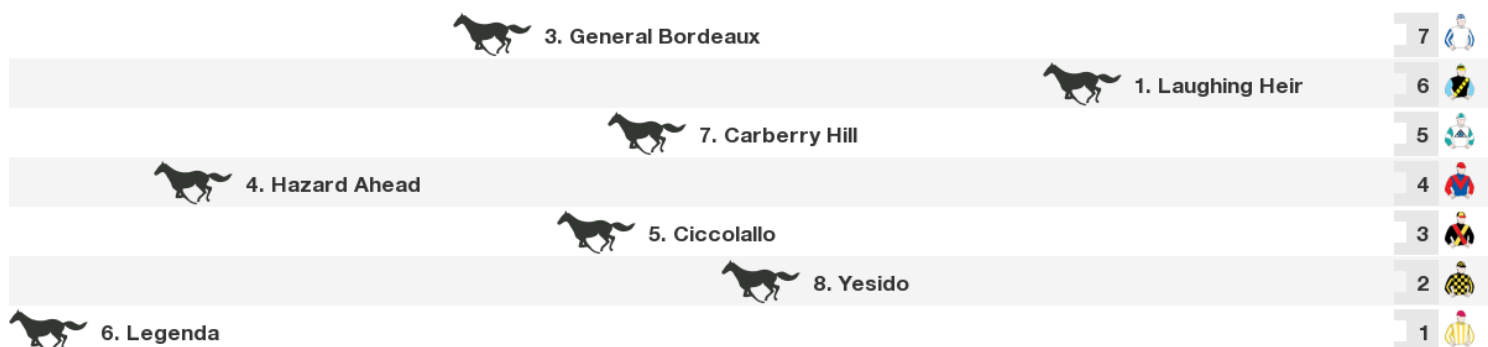 3. General Bordeaux 7
1. Laughing Heir 6
7. Carberry Hill 5
4. Hazard Ahead 4
5. Ciccolallo 3
8. Yesido 2
6. Legenda 1